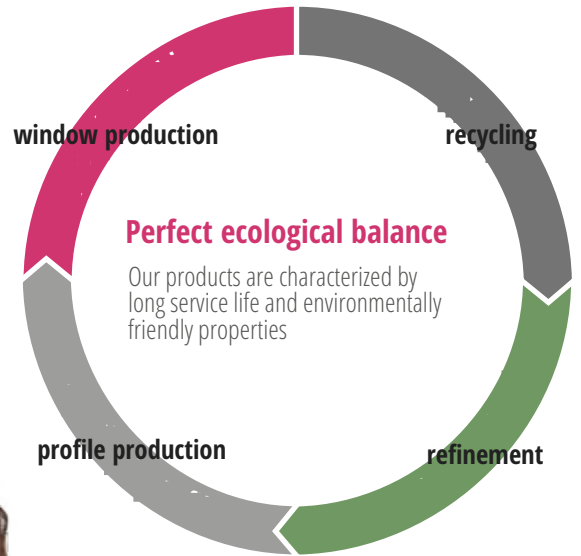 window production
recycling
Perfect ecological balance
Our products are characterized by
long service life and environmentally
friendly properties
profile production
refinement